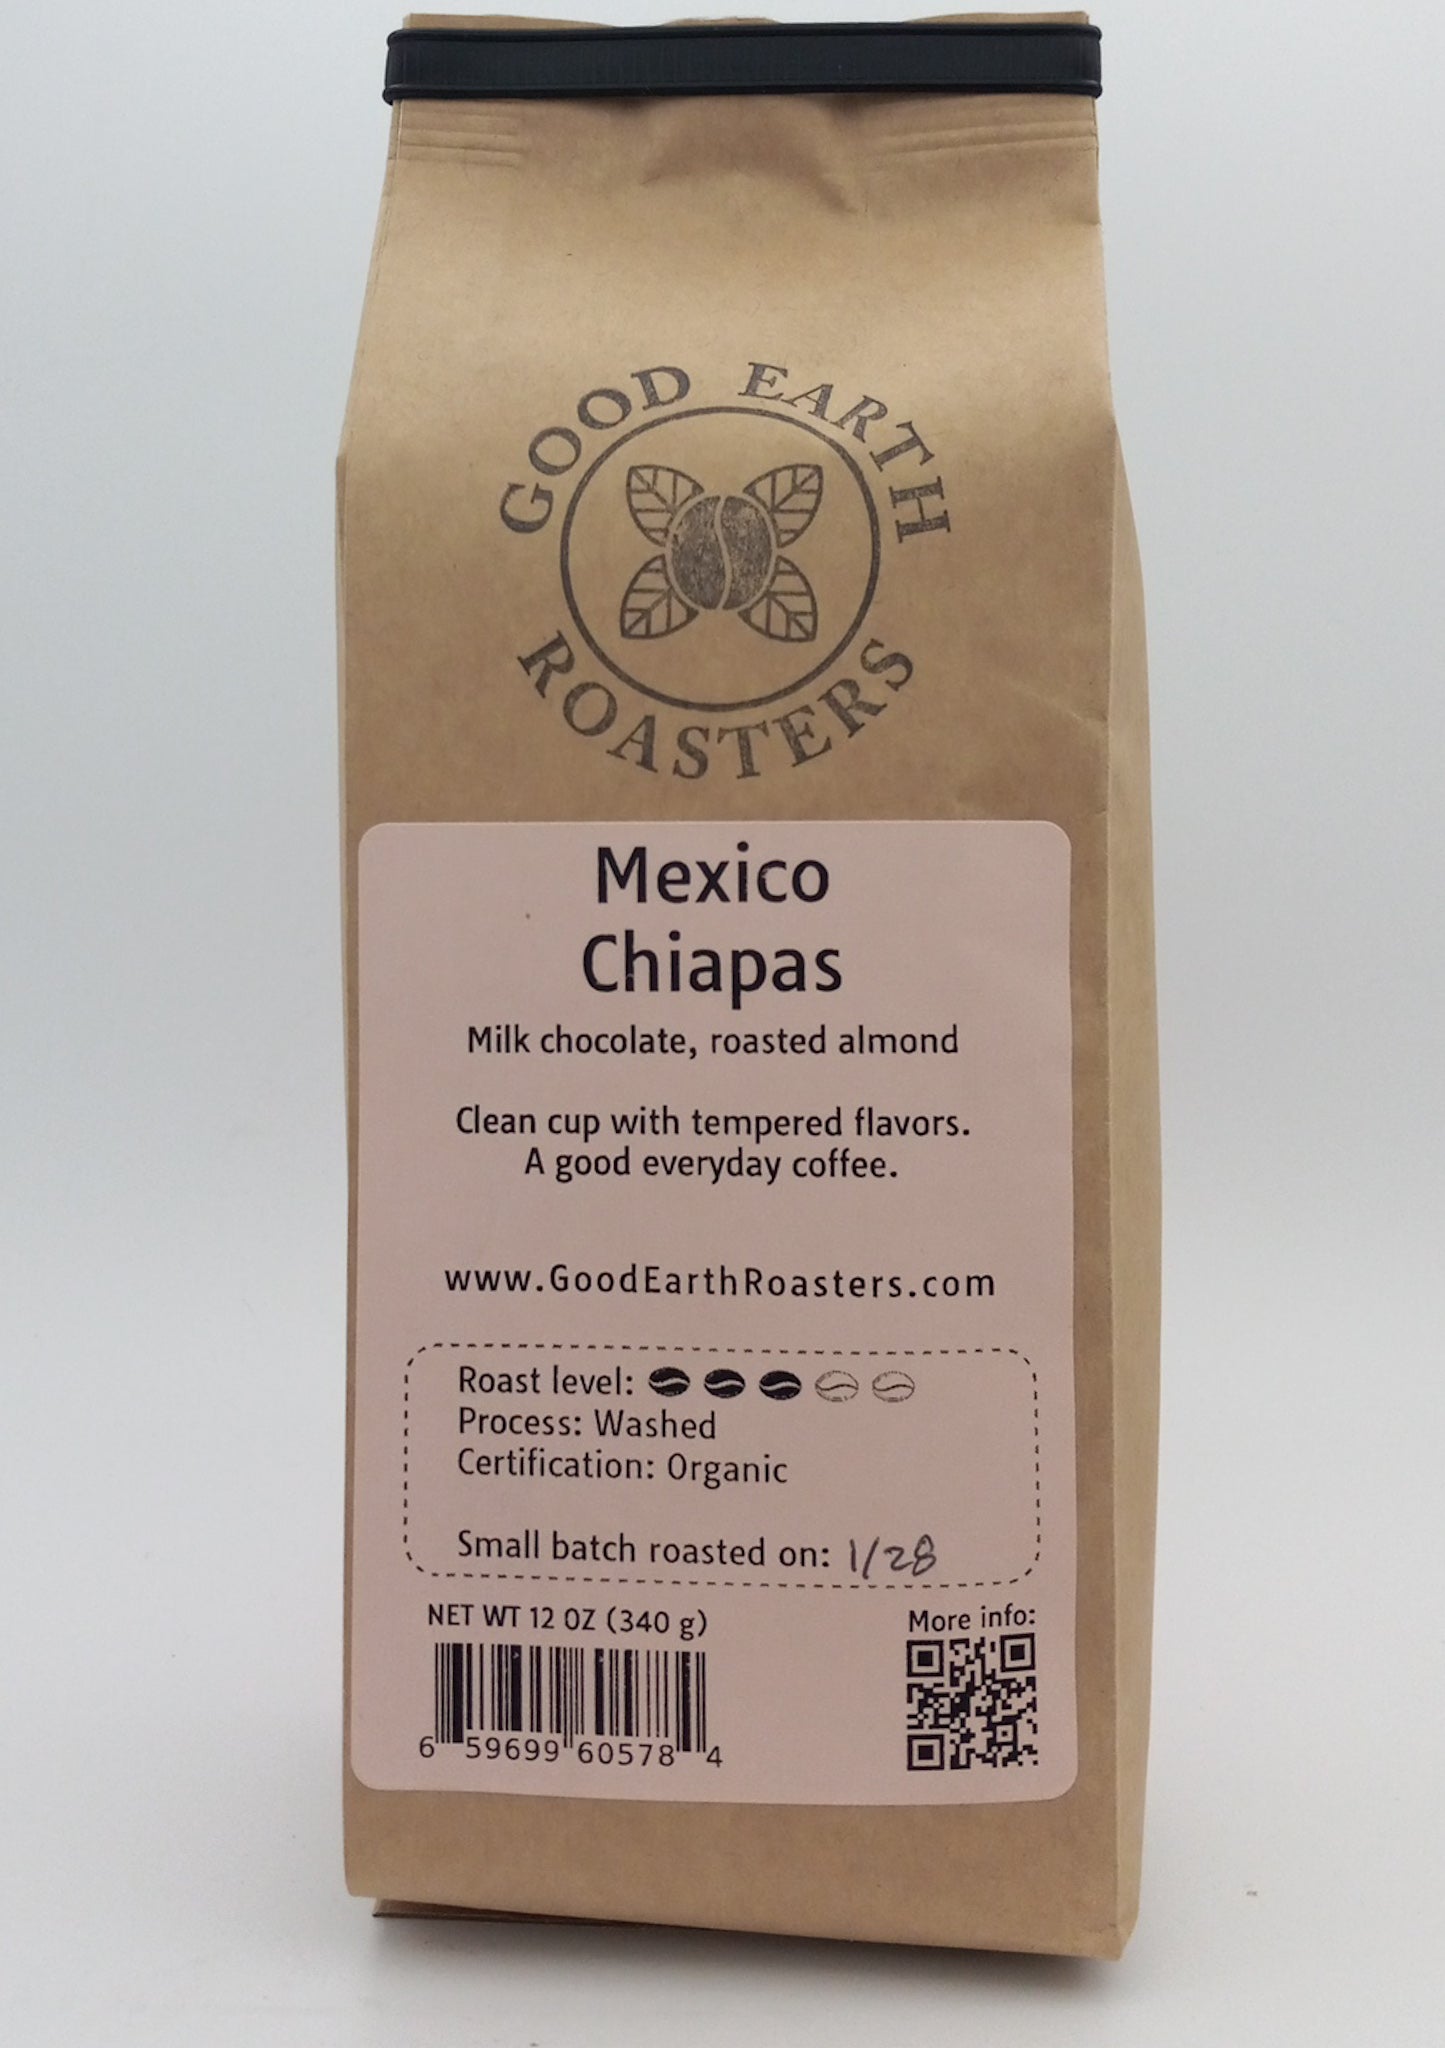 GOOD EARTH
ROASTERS
Mexico
Chiapas
Milk chocolate, roasted almond
Clean cup with tempered flavors.
A good everyday coffee.
www.GoodEarthRoasters.com
Roast level:
Process: Washed
Certification: Organic
Small batch roasted on: 1/28
NET WT 12 OZ (340 g)
More info:
6 59699 60578 4